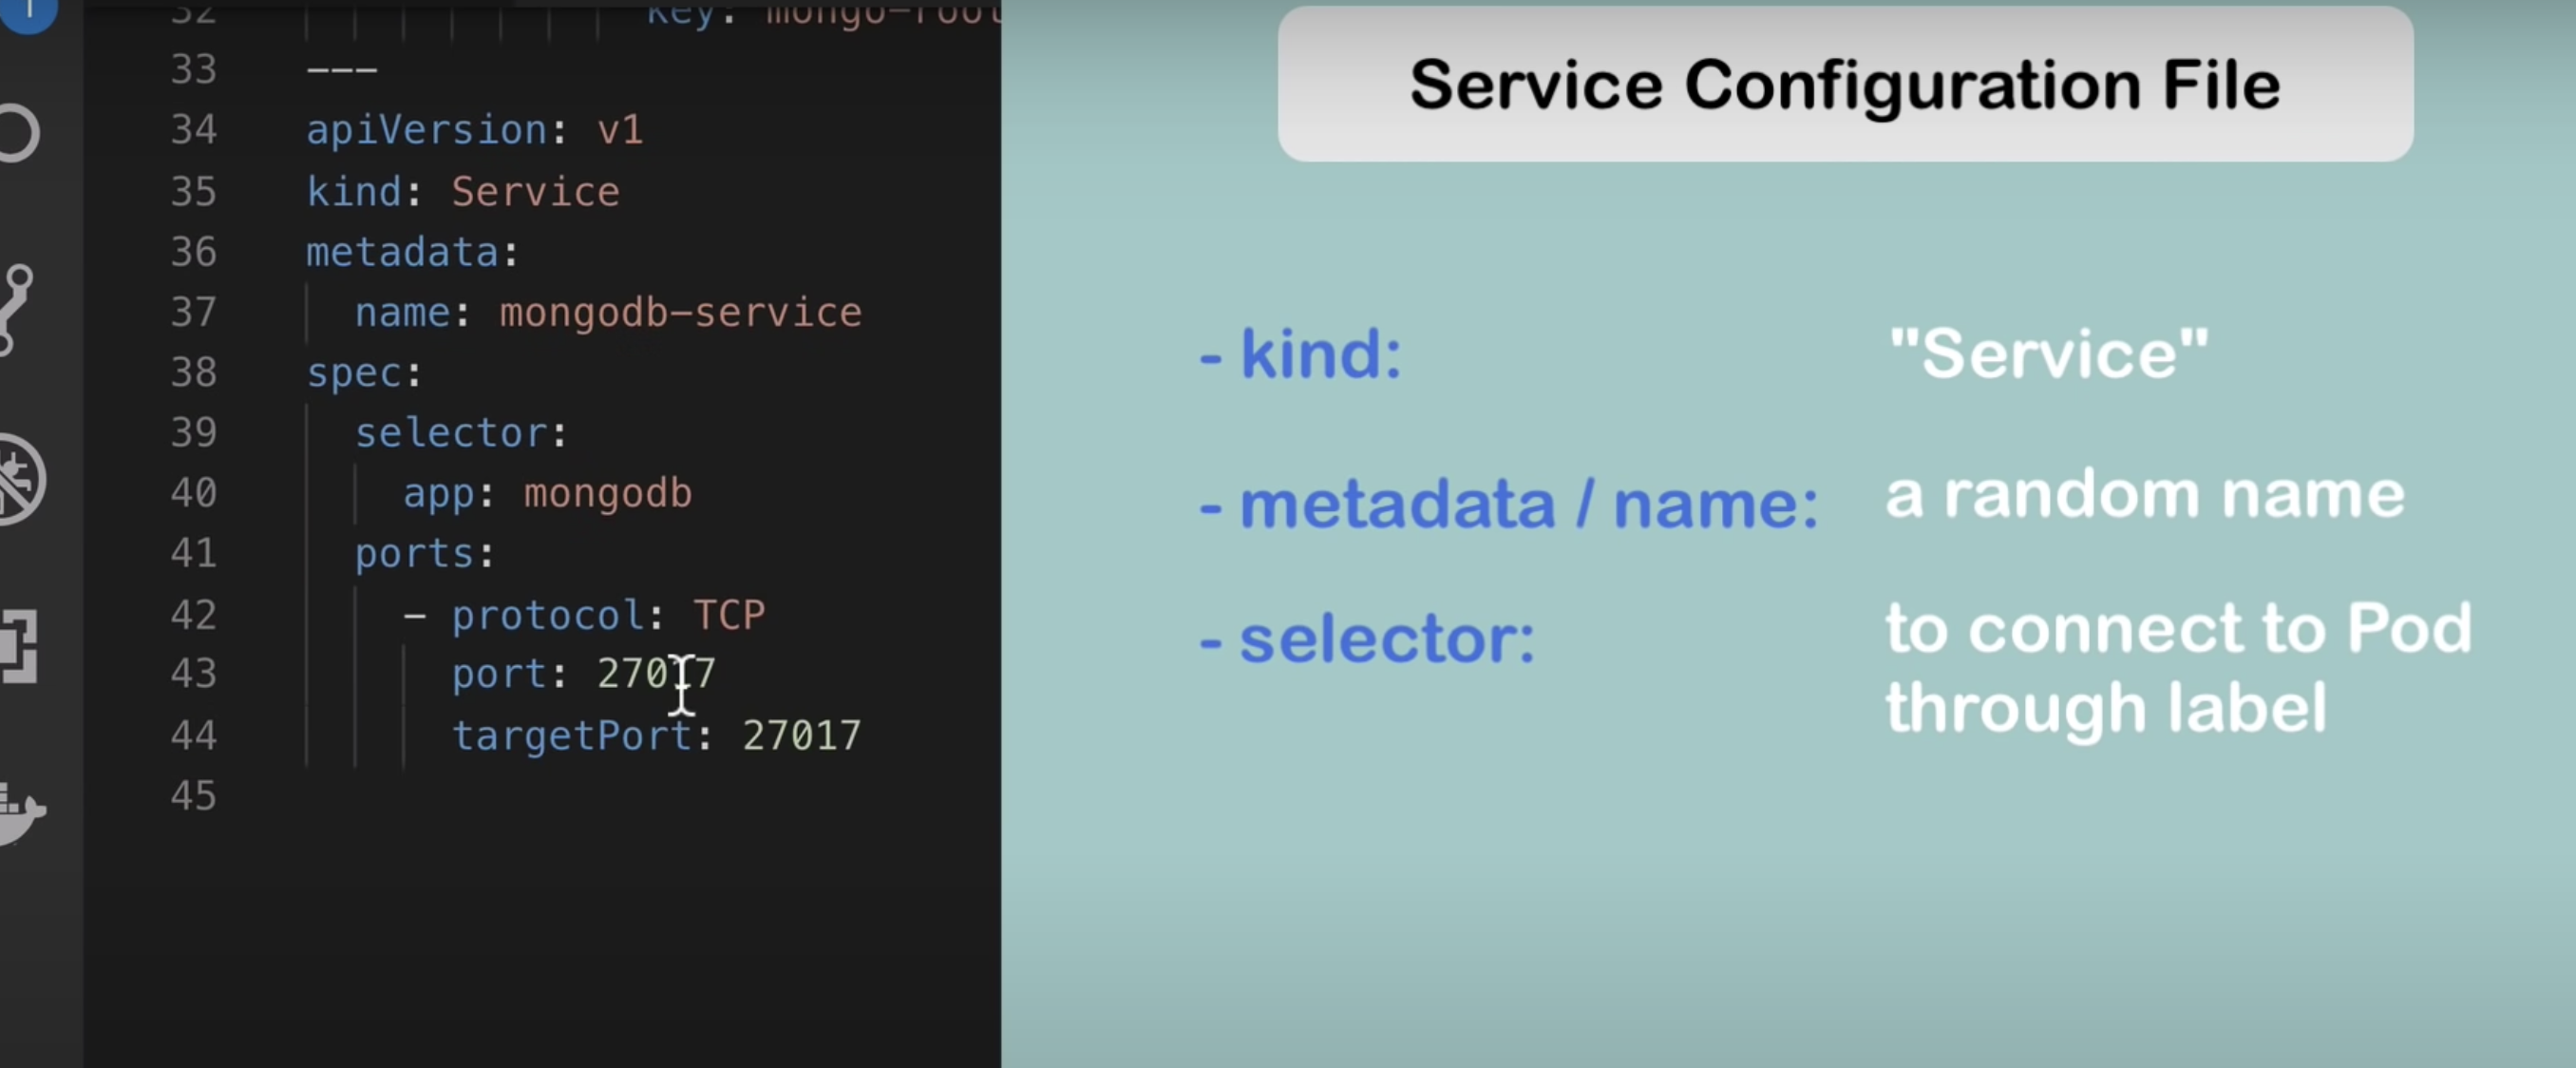 32 key: mongo-root
33 ---
34 apiVersion: v1
35 kind: Service
36 metadata:
37 name: mongodb-service
38 spec:
39 selector:
40 app: mongodb
41 ports:
42 - protocol: TCP
43 port: 27017
44 targetPort: 27017
45
Service Configuration File
- kind: "Service"
- metadata / name: a random name
- selector: to connect to Pod
through label